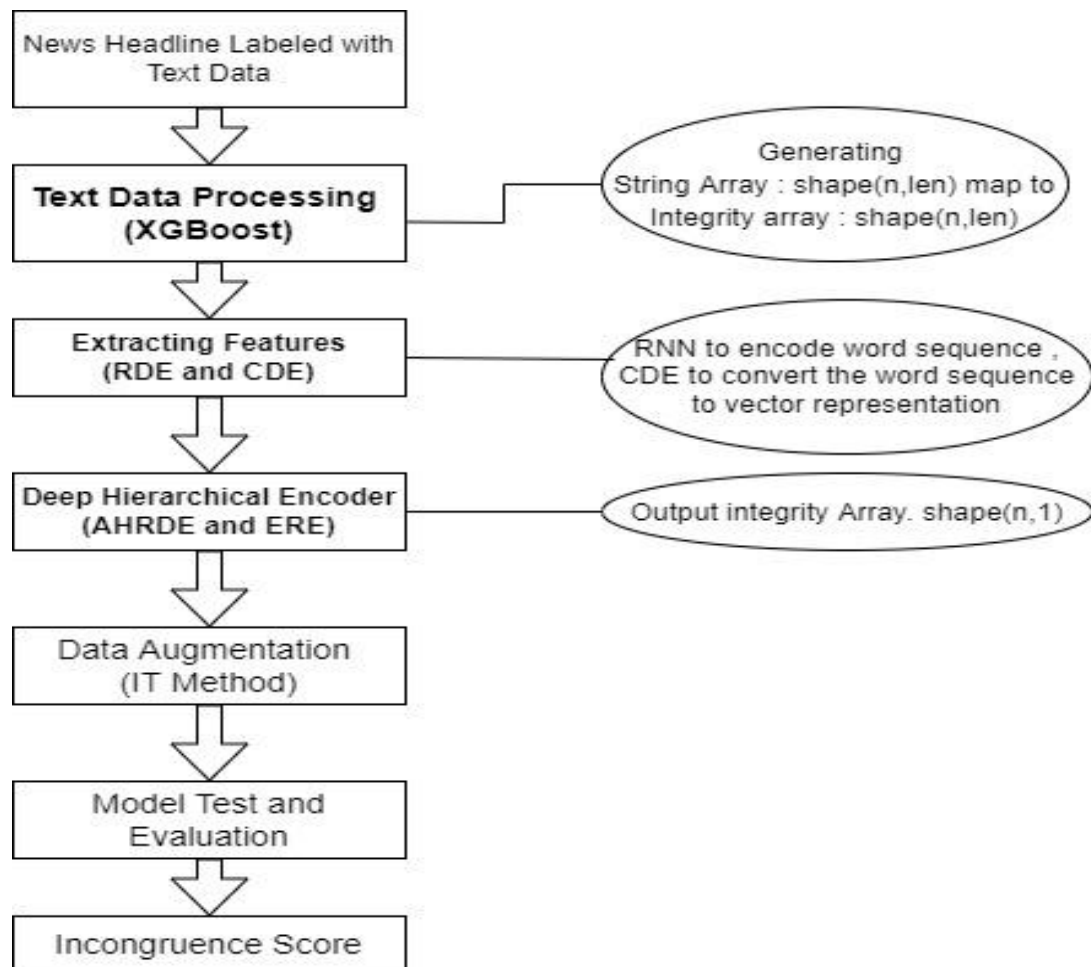 News Headline Labeled with
Text Data
Text Data Processing
(XGBoost)
Generating
String Array : shape(n,len) map to
Integrity array : shape(n,len)
Extracting Features
(RDE and CDE)
RNN to encode word sequence ,
CDE to convert the word sequence
to vector representation
Deep Hierarchical Encoder
(AHRDE and ERE)
Output integrity Array. shape(n,1)
Data Augmentation
(IT Method)
Model Test and
Evaluation
Incongruence Score